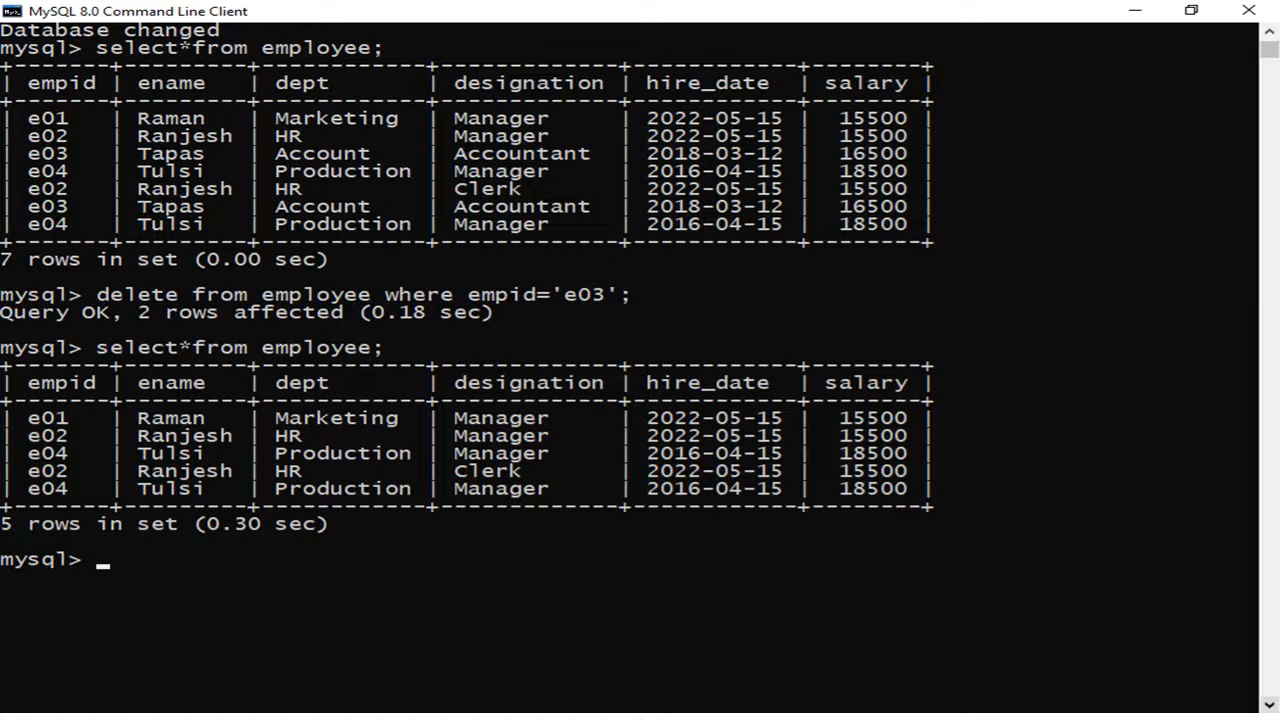 MySQL 8.0 Command Line Client
Database changed
mysql> select*from employee;
+-------+----------+------------+-------------+------------+--------+
| empid | ename    | dept       | designation | hire_date  | salary |
+-------+----------+------------+-------------+------------+--------+
| e01   | Raman    | Marketing  | Manager     | 2022-05-15 |  15500 |
| e02   | Ranjesh  | HR         | Manager     | 2022-05-15 |  15500 |
| e03   | Tapas    | Account    | Accountant  | 2018-03-12 |  16500 |
| e04   | Tulsi    | Production | Manager     | 2016-04-15 |  18500 |
| e02   | Ranjesh  | HR         | Clerk       | 2022-05-15 |  15500 |
| e03   | Tapas    | Account    | Accountant  | 2018-03-12 |  16500 |
| e04   | Tulsi    | Production | Manager     | 2016-04-15 |  18500 |
+-------+----------+------------+-------------+------------+--------+
7 rows in set (0.00 sec)
mysql> delete from employee where empid='e03';
Query OK, 2 rows affected (0.18 sec)
mysql> select*from employee;
+-------+----------+------------+-------------+------------+--------+
| empid | ename    | dept       | designation | hire_date  | salary |
+-------+----------+------------+-------------+------------+--------+
| e01   | Raman    | Marketing  | Manager     | 2022-05-15 |  15500 |
| e02   | Ranjesh  | HR         | Manager     | 2022-05-15 |  15500 |
| e04   | Tulsi    | Production | Manager     | 2016-04-15 |  18500 |
| e02   | Ranjesh  | HR         | Clerk       | 2022-05-15 |  15500 |
| e04   | Tulsi    | Production | Manager     | 2016-04-15 |  18500 |
+-------+----------+------------+-------------+------------+--------+
5 rows in set (0.30 sec)
mysql> _